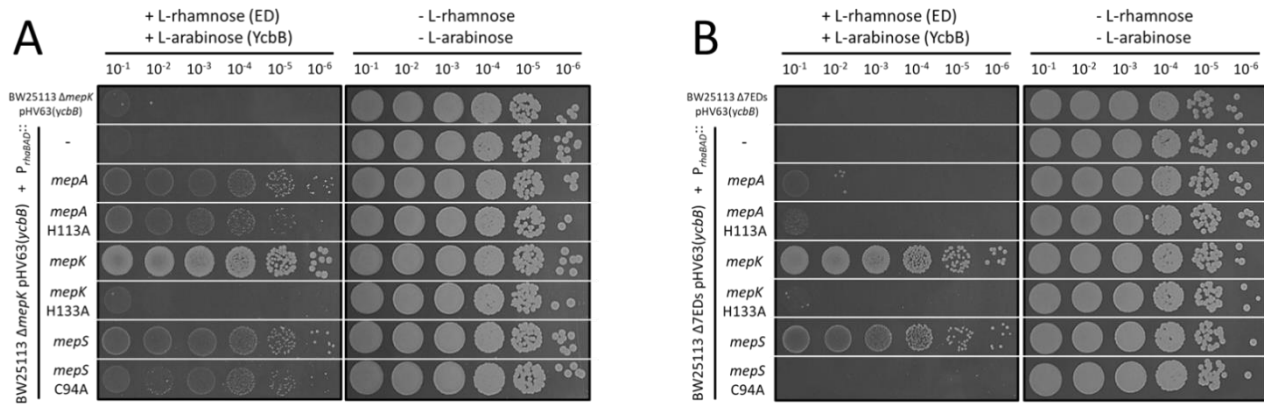 A
+ L-rhamnose (ED)
+ L-arabinose (YcbB)
- L-rhamnose
- L-arabinose
10-1 10-2 10-3 10-4 10-5 10-6
10-1 10-2 10-3 10-4 10-5 10-6
BW25113 ΔmepK
pHV63(ycbB)
BW25113 ΔmepK pHV63(ycbB) + PrhaBAD::
-
mepA
mepA
H113A
mepK
mepK
H133A
mepS
mepS
C94A
B
+ L-rhamnose (ED)
+ L-arabinose (YcbB)
- L-rhamnose
- L-arabinose
10-1 10-2 10-3 10-4 10-5 10-6
10-1 10-2 10-3 10-4 10-5 10-6
BW25113 Δ7EDs
pHV63(ycbB)
BW25113 Δ7EDs pHV63(ycbB) + PrhaBAD::
-
mepA
mepA
H113A
mepK
mepK
H133A
mepS
mepS
C94A